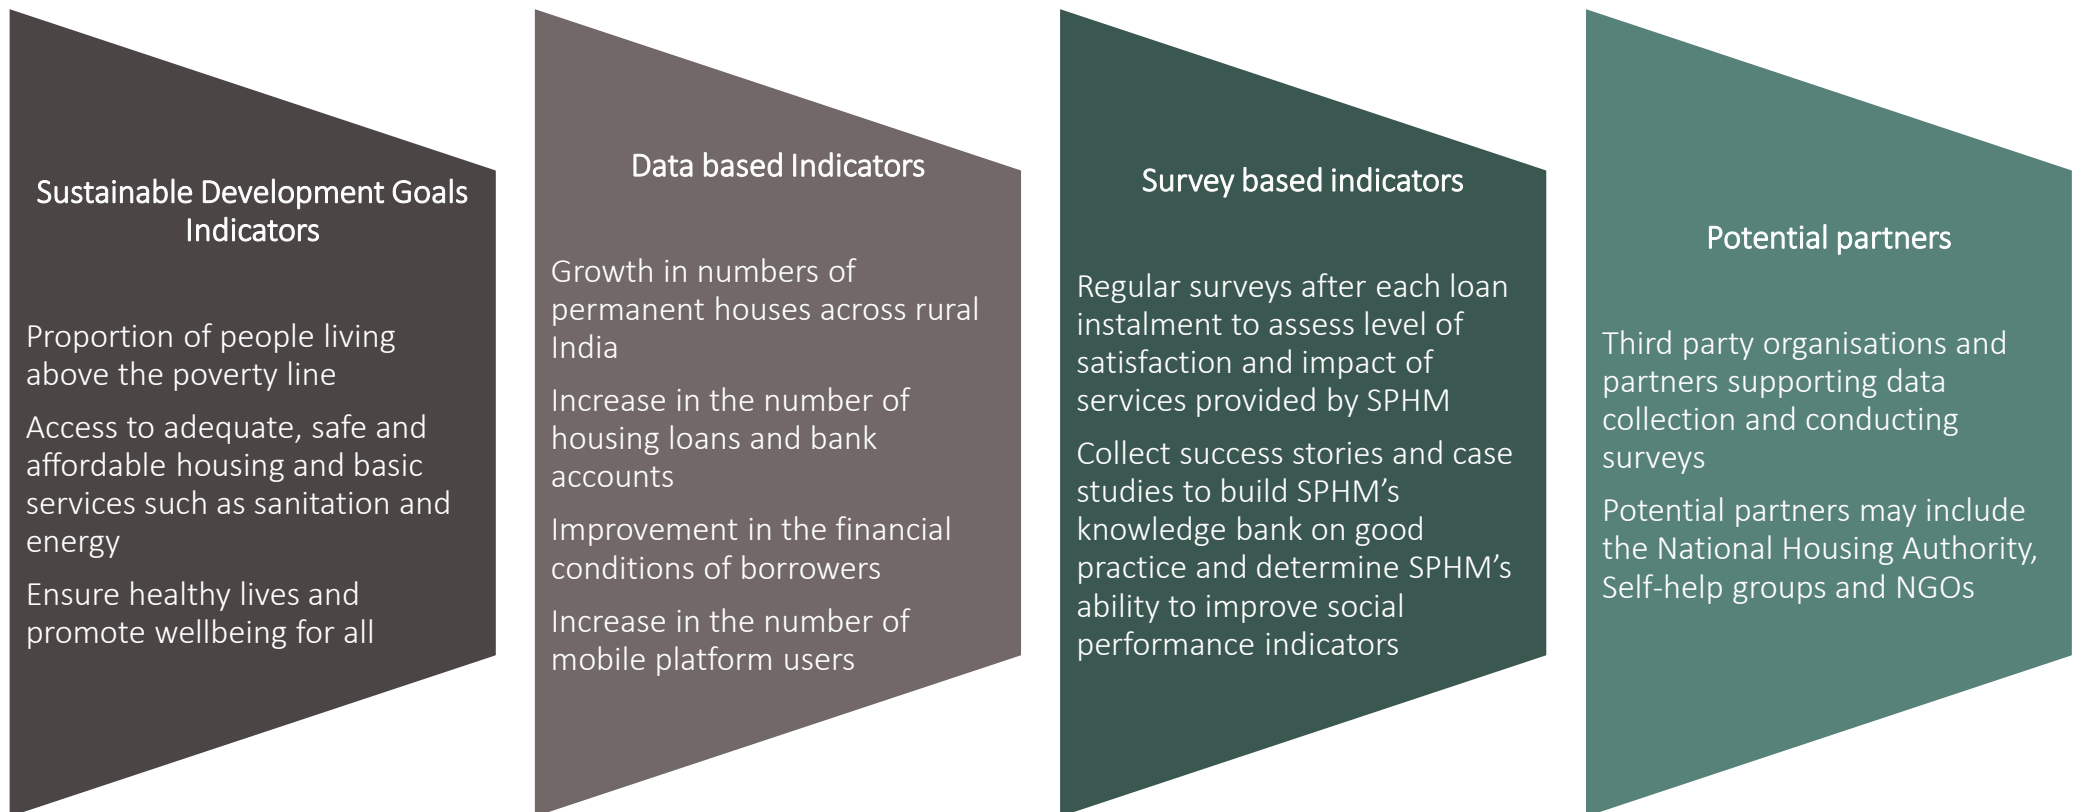 Sustainable Development Goals
Indicators
Proportion of people living
above the poverty line
Access to adequate, safe and
affordable housing and basic
services such as sanitation and
energy
Ensure healthy lives and
promote wellbeing for all
Data based Indicators
Growth in numbers of
permanent houses across rural
India
Increase in the number of
housing loans and bank
accounts
Improvement in the financial
conditions of borrowers
Increase in the number of
mobile platform users
Survey based indicators
Regular surveys after each loan
instalment to assess level of
satisfaction and impact of
services provided by SPHM
Collect success stories and case
studies to build SPHM’s
knowledge bank on good
practice and determine SPHM’s
ability to improve social
performance indicators
Potential partners
Third party organisations and
partners supporting data
collection and conducting
surveys
Potential partners may include
the National Housing Authority,
Self-help groups and NGOs